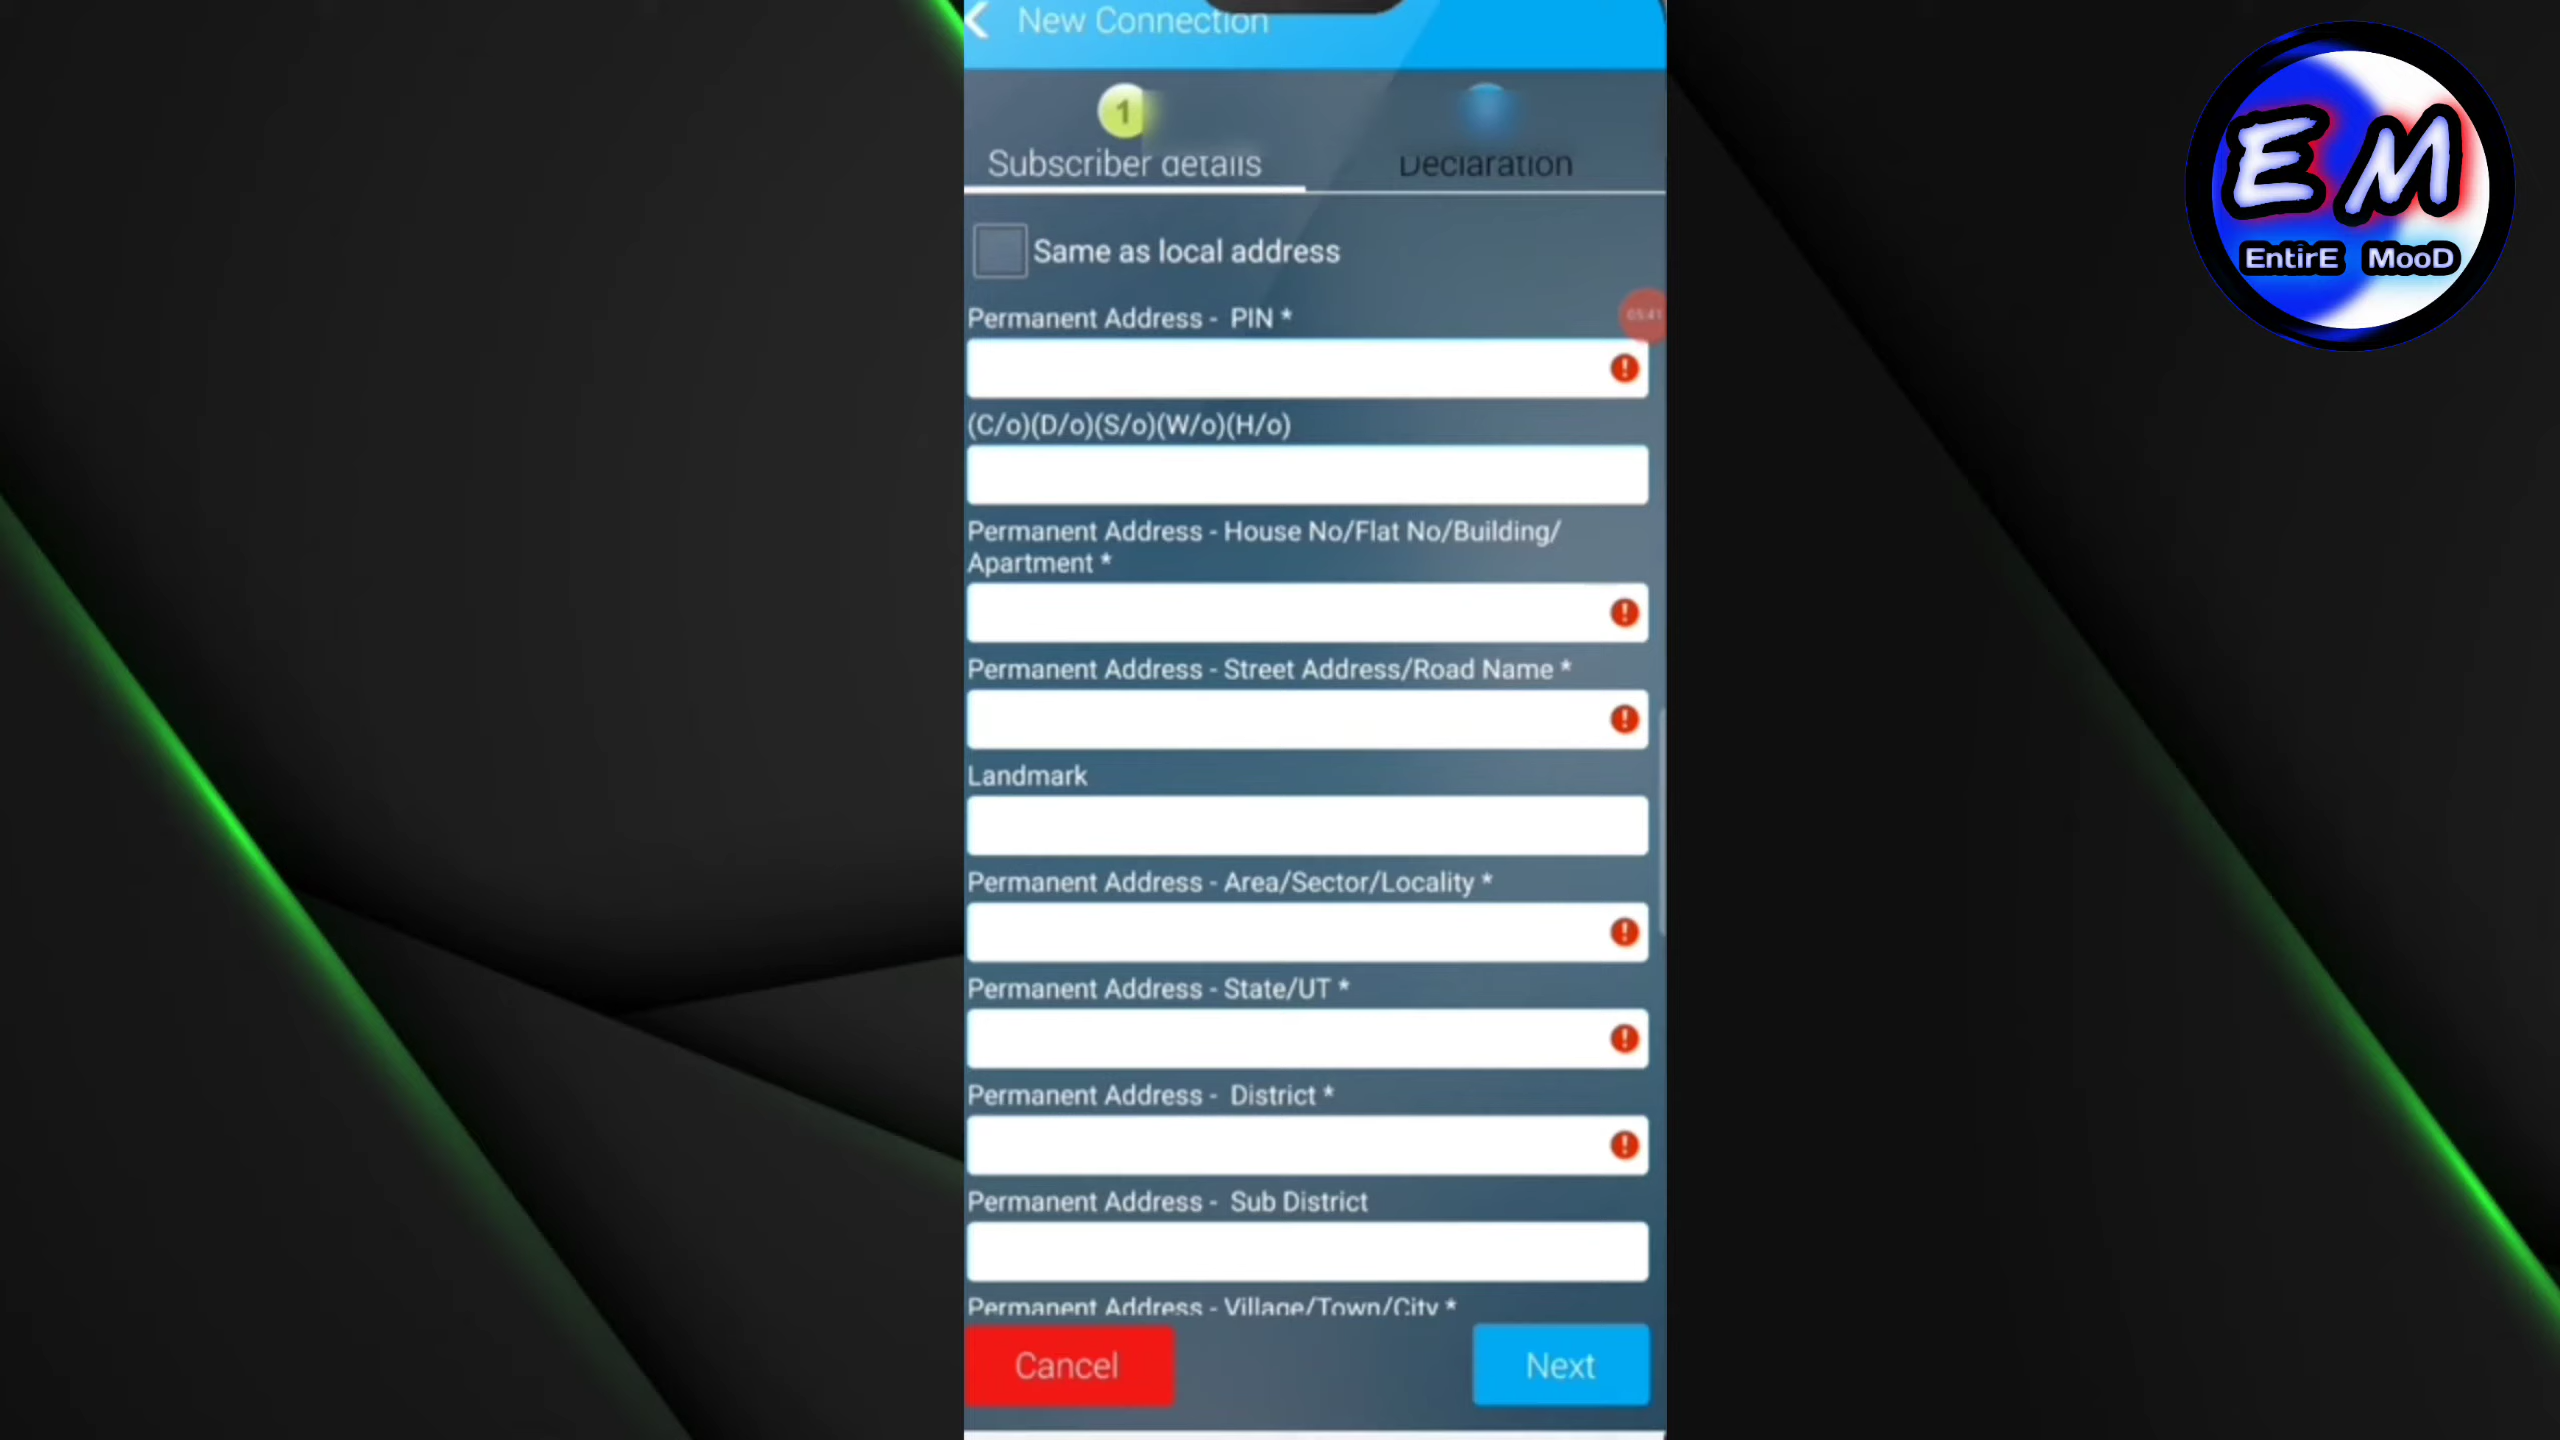 New Connection
1
Subscriber details
Declaration
Same as local address
Permanent Address - PIN *
05:41
(C/o)(D/o)(S/o)(W/o)(H/o)
Permanent Address - House No/Flat No/Building/
Apartment *
Permanent Address - Street Address/Road Name *
Landmark
Permanent Address - Area/Sector/Locality *
Permanent Address - State/UT *
Permanent Address - District *
Permanent Address - Sub District
Permanent Address - Village/Town/City *
Cancel
Next
EM
EntirE MooD